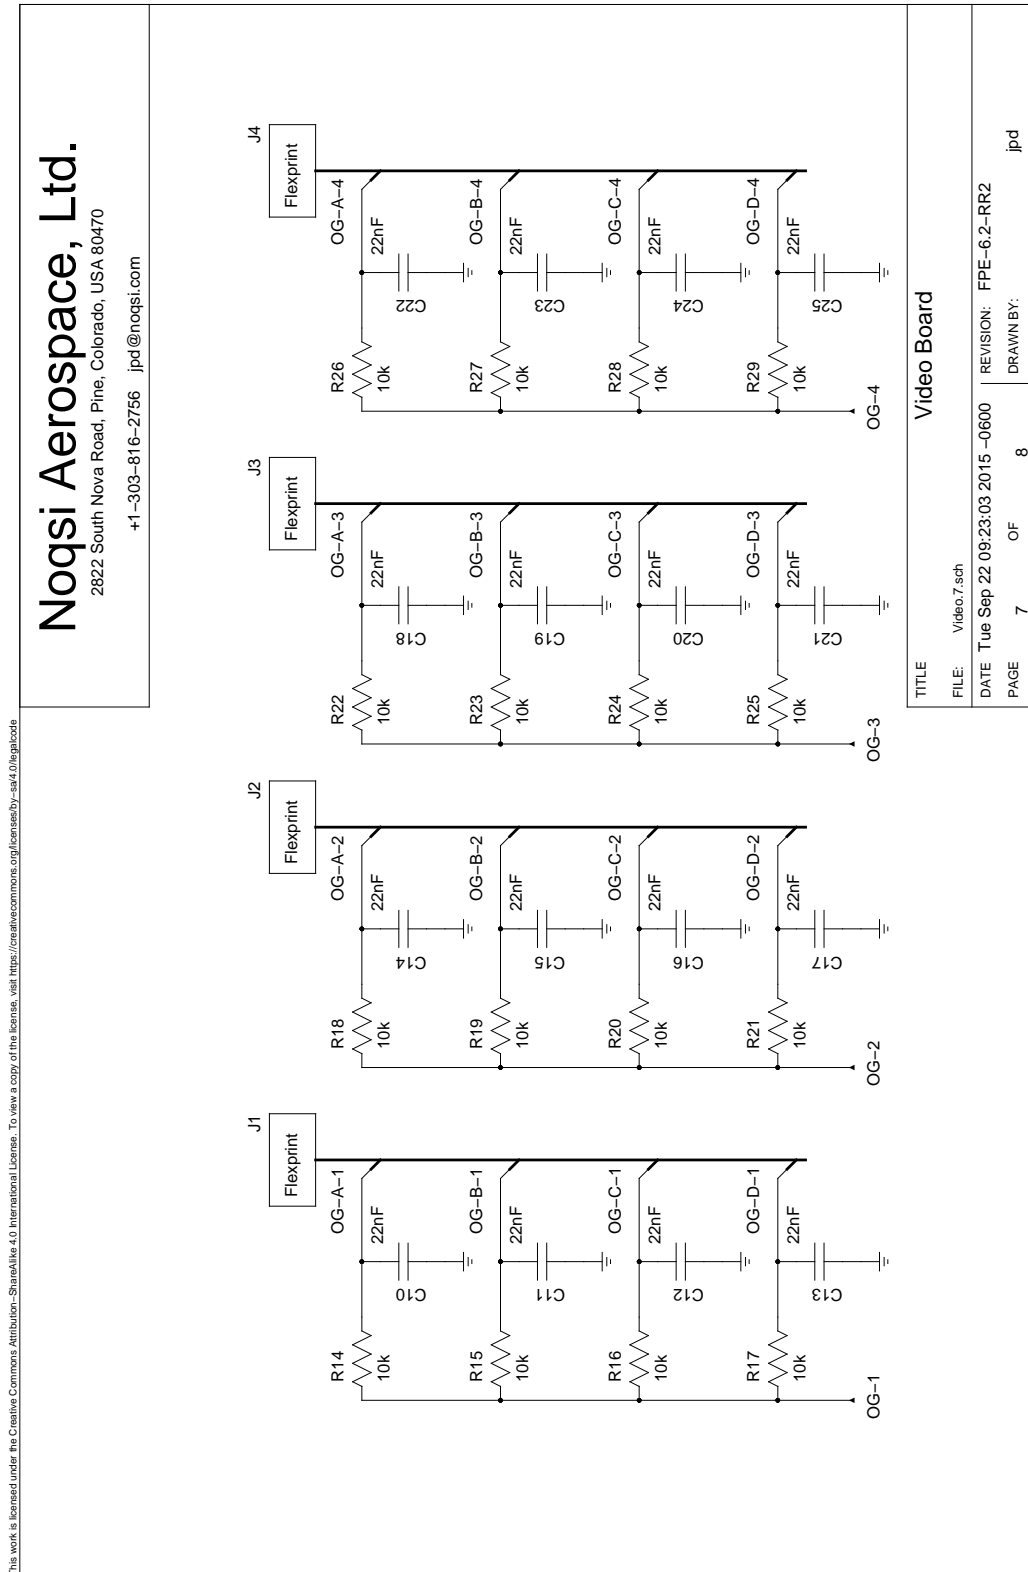 This work is licensed under the Creative Commons Attribution−ShareAlike 4.0 International License. To view a copy of the license, visit https://creativecommons.org/licenses/by−sa/4.0/legalcode
Noqsi Aerospace, Ltd.
2822 South Nova Road, Pine, Colorado, USA 80470
+1−303−816−2756 jpd@noqsi.com
J1
Flexprint
OG−A−1
22nF
C10
R14
10k
OG−B−1
22nF
C11
R15
10k
OG−C−1
22nF
C12
R16
10k
OG−D−1
22nF
C13
R17
10k
OG−1
J2
Flexprint
OG−A−2
22nF
C14
R18
10k
OG−B−2
22nF
C15
R19
10k
OG−C−2
22nF
C16
R20
10k
OG−D−2
22nF
C17
R21
10k
OG−2
J3
Flexprint
OG−A−3
22nF
C18
R22
10k
OG−B−3
22nF
C19
R23
10k
OG−C−3
22nF
C20
R24
10k
OG−D−3
22nF
C21
R25
10k
OG−3
J4
Flexprint
OG−A−4
22nF
C22
R26
10k
OG−B−4
22nF
C23
R27
10k
OG−C−4
22nF
C24
R28
10k
OG−D−4
22nF
C25
R29
10k
OG−4
TITLE
Video Board
FILE: Video.7.sch
DATE Tue Sep 22 09:23:03 2015 −0600
REVISION: FPE−6.2−RR2
PAGE 7 OF 8
DRAWN BY: jpd